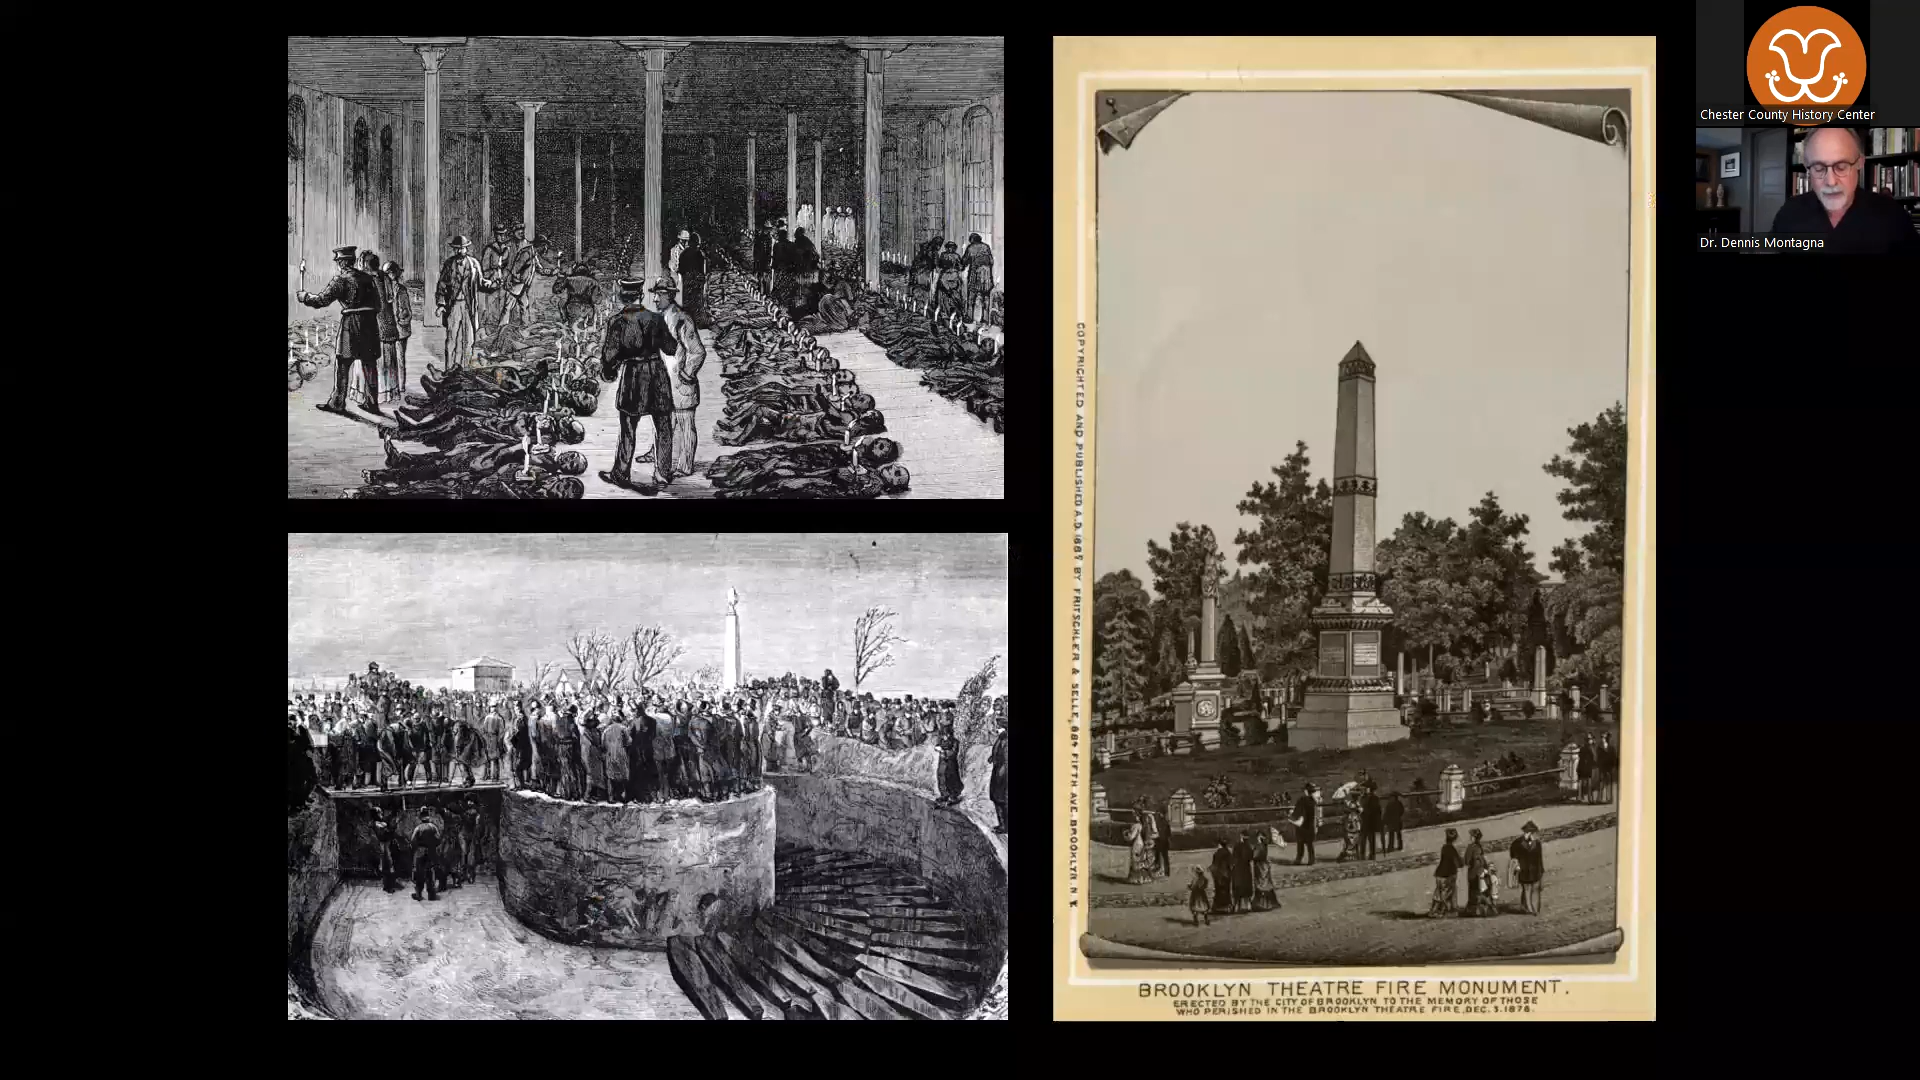 COPYRIGHTED AND PUBLISHED A.D. 1887 BY FRITSCHLER & SELLE, 684 FIFTH AVE. BROOKLYN, N.Y.
BROOKLYN THEATRE FIRE MONUMENT.
ERECTED BY THE CITY OF BROOKLYN TO THE MEMORY OF THOSE
WHO PERISHED IN THE BROOKLYN THEATRE FIRE, DEC. 5. 1876.
Chester County History Center
Dr. Dennis Montagna